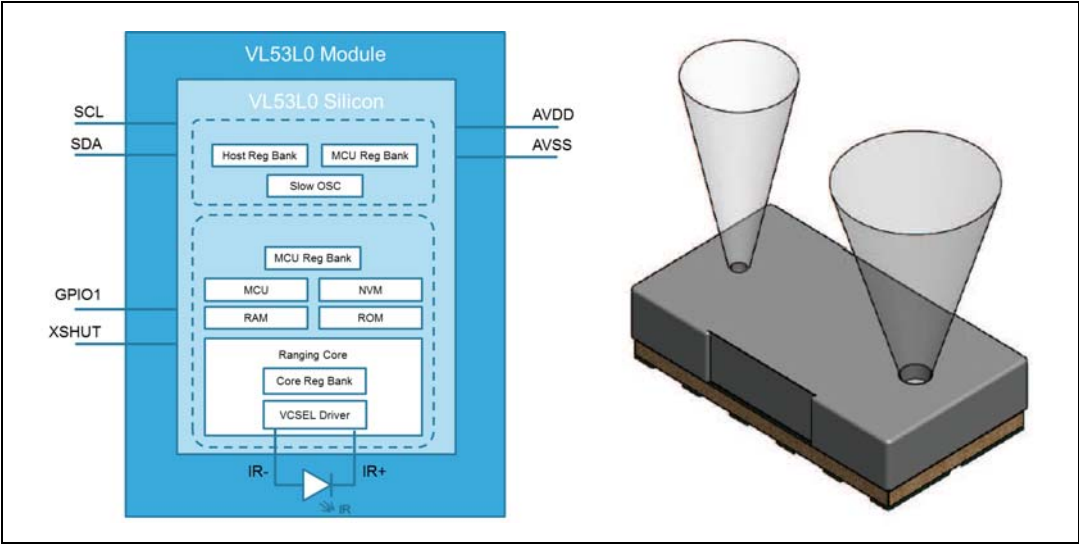 VL53L0 Module
VL53L0 Silicon
SCL
SDA
AVDD
AVSS
Host Reg Bank
MCU Reg Bank
Slow OSC
MCU Reg Bank
MCU
NVM
RAM
ROM
GPIO1
XSHUT
Ranging Core
Core Reg Bank
VCSEL Driver
IR-
IR+
IR